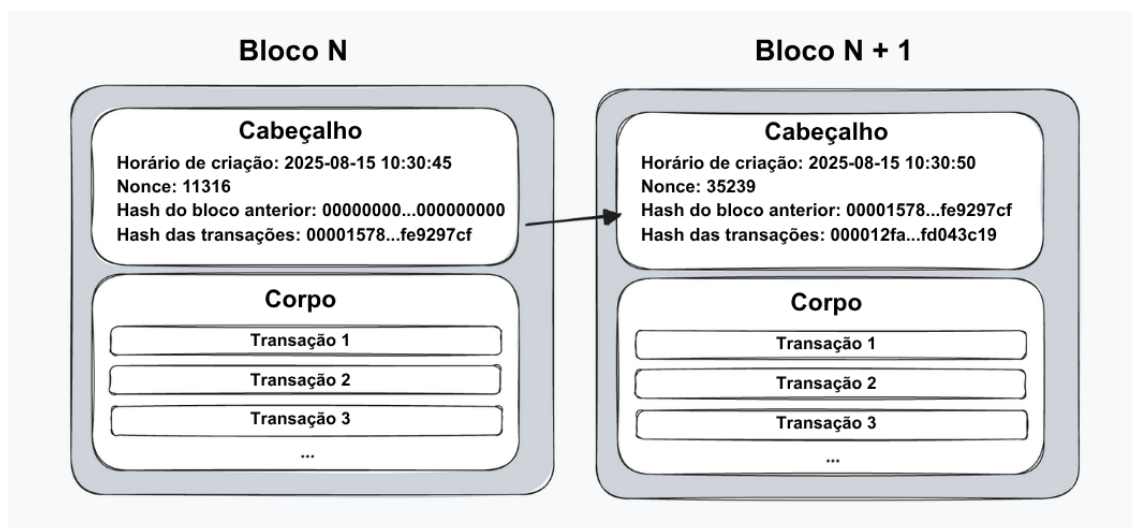 Bloco N
Cabeçalho
Horário de criação: 2025-08-15 10:30:45
Nonce: 11316
Hash do bloco anterior: 00000000...000000000
Hash das transações: 00001578...fe9297cf
Corpo
Transação 1
Transação 2
Transação 3
...
Bloco N + 1
Cabeçalho
Horário de criação: 2025-08-15 10:30:50
Nonce: 35239
Hash do bloco anterior: 00001578...fe9297cf
Hash das transações: 000012fa...fd043c19
Corpo
Transação 1
Transação 2
Transação 3
...